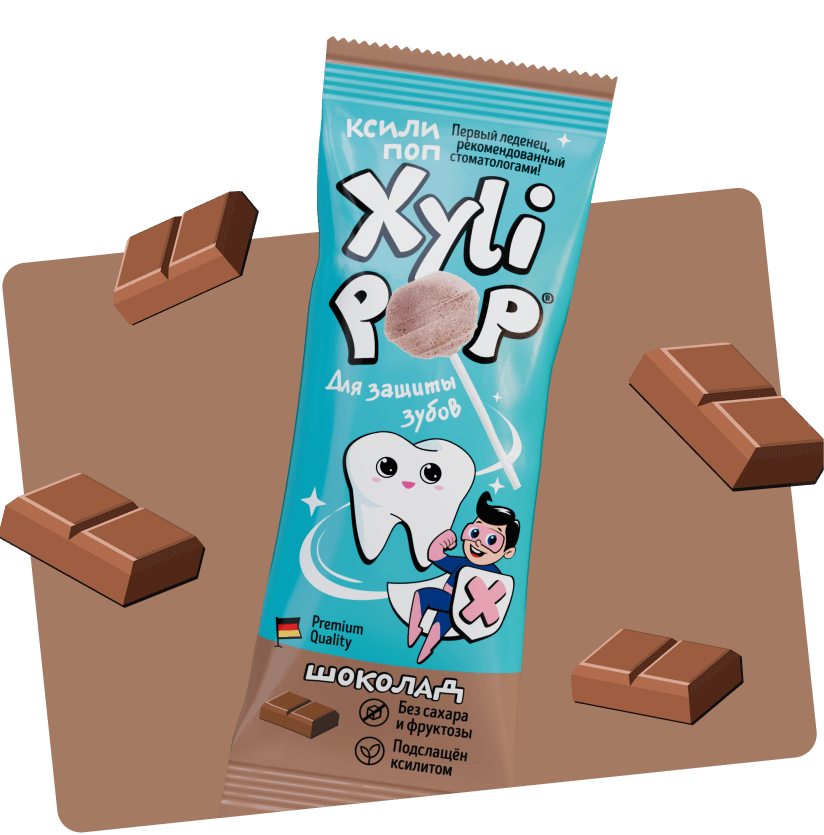 ксили
поп
Первый леденец,
рекомендованный
стоматологами!
Xyli
POP®
Для защиты
зубов
X
Premium
Quality
шоколад
Без сахара
и фруктозы
Подслащён
ксилитом